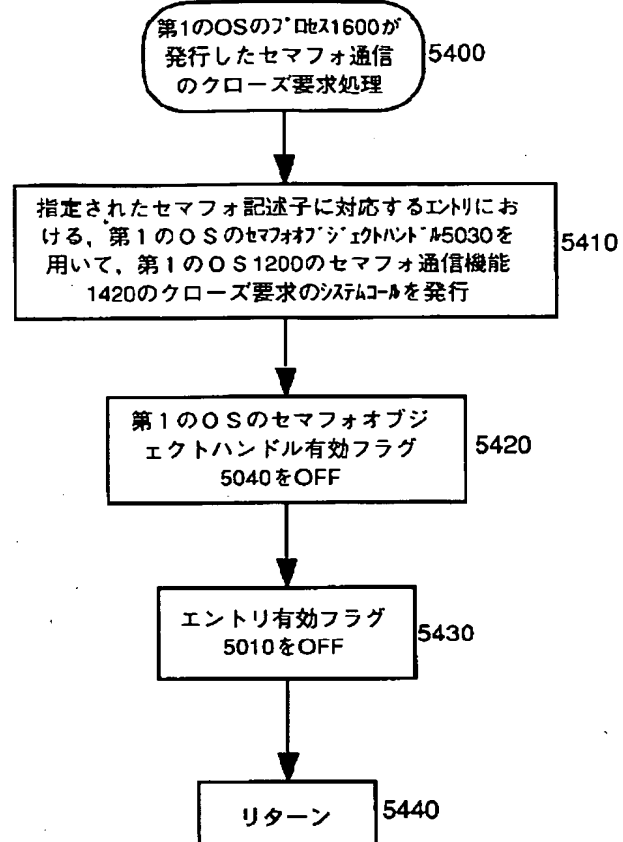 第1のOSのプロセス1600が
発行したセマフォ通信
のクローズ要求処理
5400
指定されたセマフォ記述子に対応するエントリにお
ける，第1のＯＳのセマフォオブジェクトハンドル5030を
用いて，第1のＯＳ1200のセマフォ通信機能
1420のクローズ要求のシステムコールを発行
5410
第1のＯＳのセマフォオブジ
ェクトハンドル有効フラグ
5040をOFF
5420
エントリ有効フラグ
5010をOFF
5430
リターン
5440